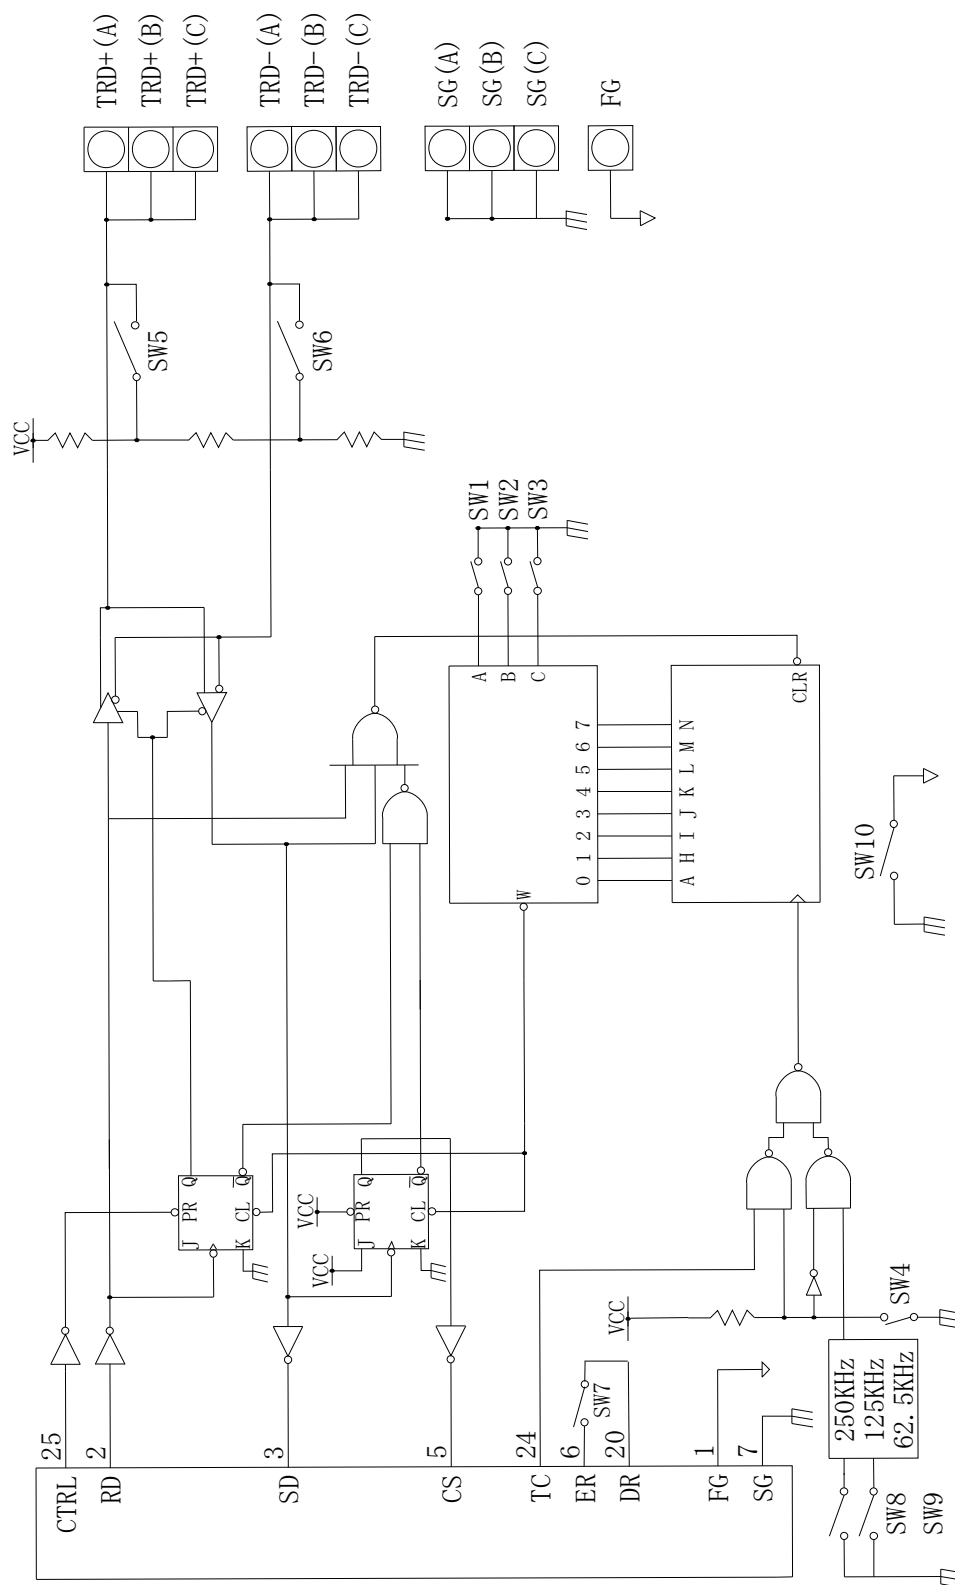 TRD+(A)
TRD+(B)
TRD+(C)
TRD-(A)
TRD-(B)
TRD-(C)
SG(A)
SG(B)
SG(C)
FG
VCC
SW5
SW6
SW1
SW2
SW3
A
B
C
W
0 1 2 3 4 5 6 7
A H I J K L M N
CLR
SW10
J
PR
Q
K
CL
Q
VCC
VCC
J
PR
Q
K
CL
Q
VCC
SW4
250KHz
125KHz
62.5KHz
SW8
SW9
SW7
25
2
3
5
24
6
20
1
7
CTRL
RD
SD
CS
TC
ER
DR
FG
SG